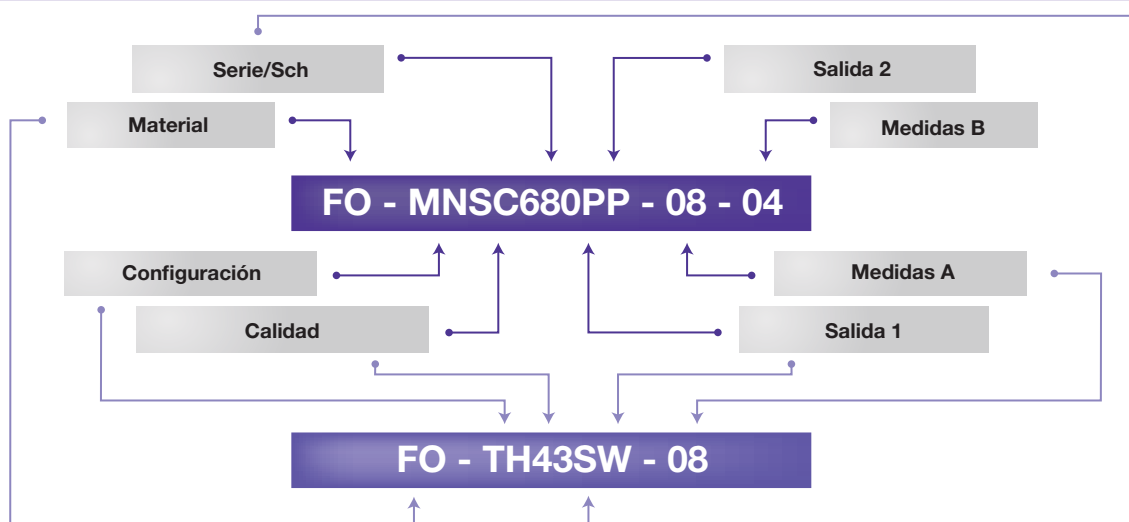 Serie/Sch
Salida 2
Material
Medidas B
FO - MNSC680PP - 08 - 04
Configuración
Medidas A
Calidad
Salida 1
FO - TH43SW - 08